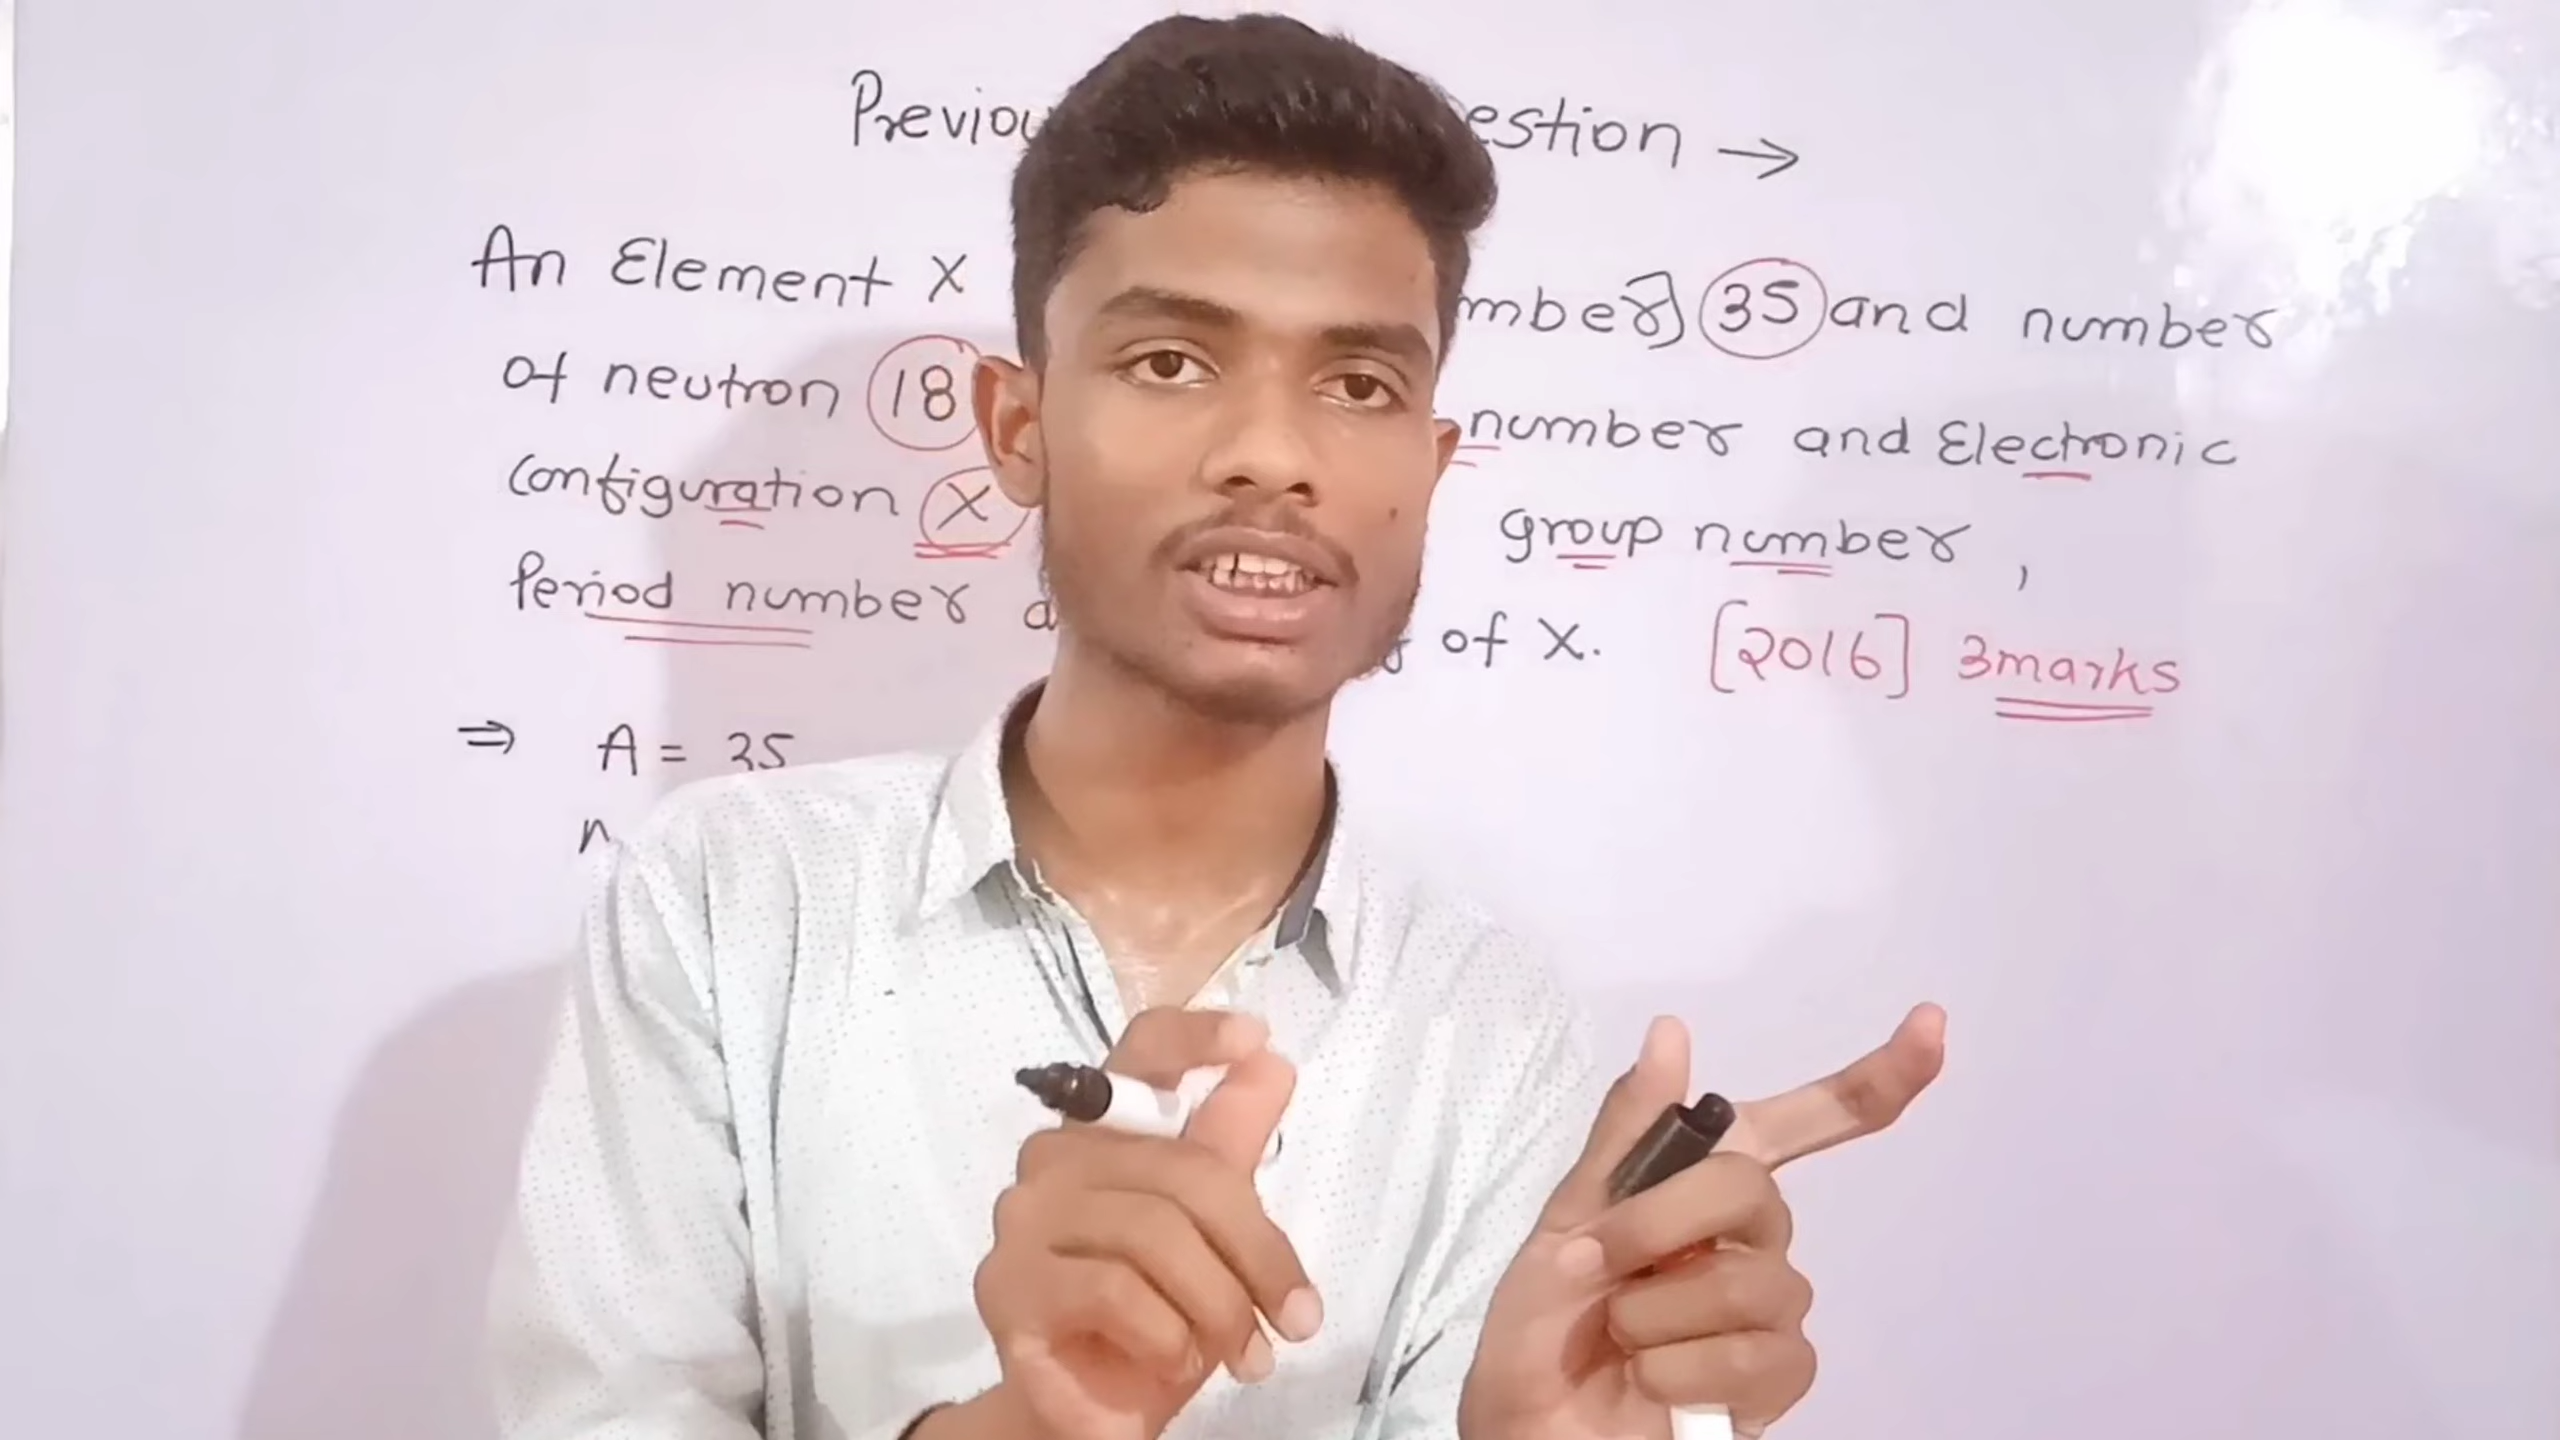 Previou estion →
An Element X mber] 35 and number
of neutron 18 number and Electronic
Configuration X group number ,
Period number a of X. [2016] 3marks
⇒ A = 35
n